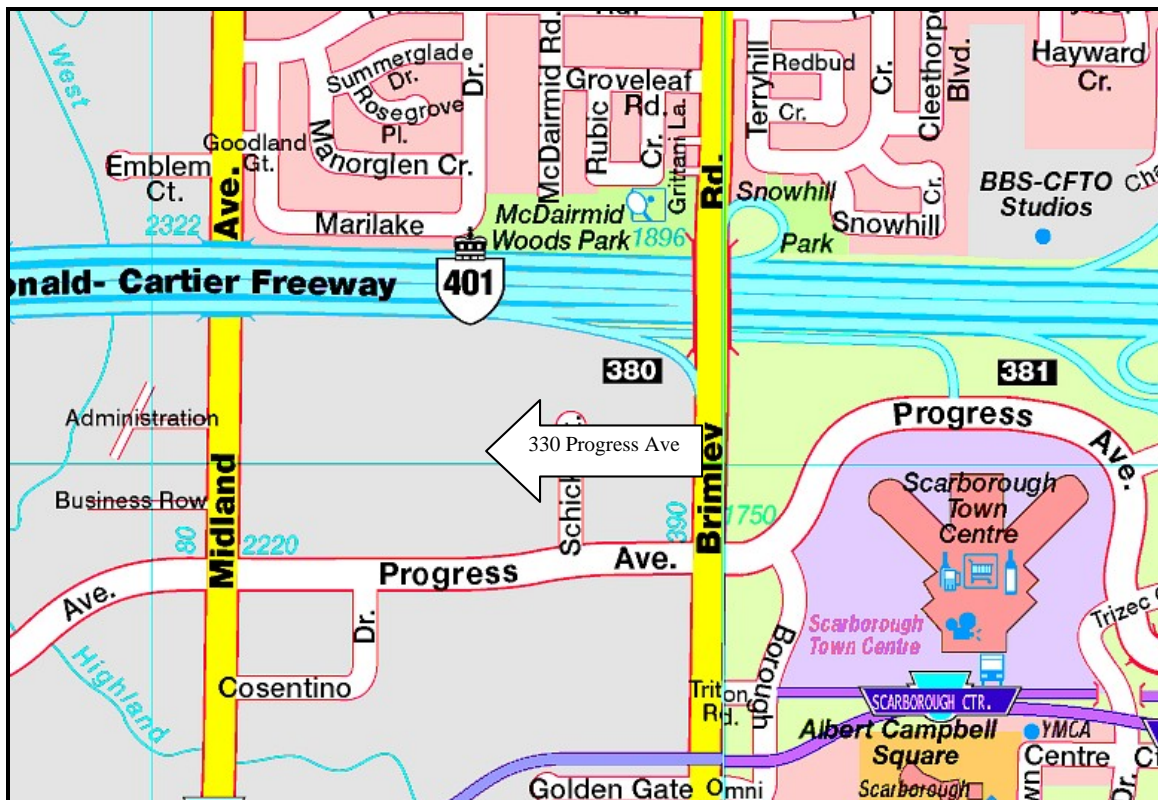 Rd.
West
Summerglade
Dr.
Rosegrove
Pl.
Dr.
McDairmid Rd.
Groveleaf
Rd.
Rubic
Cr.
Grittani La.
Terryhill
Redbud
Cr.
Cr.
Cleethorpe
Blvd.
Hayward
Cr.
Goodland
Gt.
Manorglen Cr.
Emblem
Ct.
Ave.
Rd.
Marilake
2322
McDairmid
Woods Park
1896
Snowhill
Park
Snowhill
Cr.
BBS-CFTO
Studios
onald- Cartier Freeway
401
380
381
Administration
Business Row
Midland
80
2220
330 Progress Ave
Schick
Brimley
390
1750
Progress
Ave.
Scarborough
Town
Centre
Ave.
Progress
Ave.
Dr.
Cosentino
Highland
Borough
Scarborough
Town Centre
Trizec
Triton
Rd.
SCARBOROUGH CTR.
Albert Campbell
Square
YMCA
Centre
Dr.
Scarborough
Golden Gate
Omni